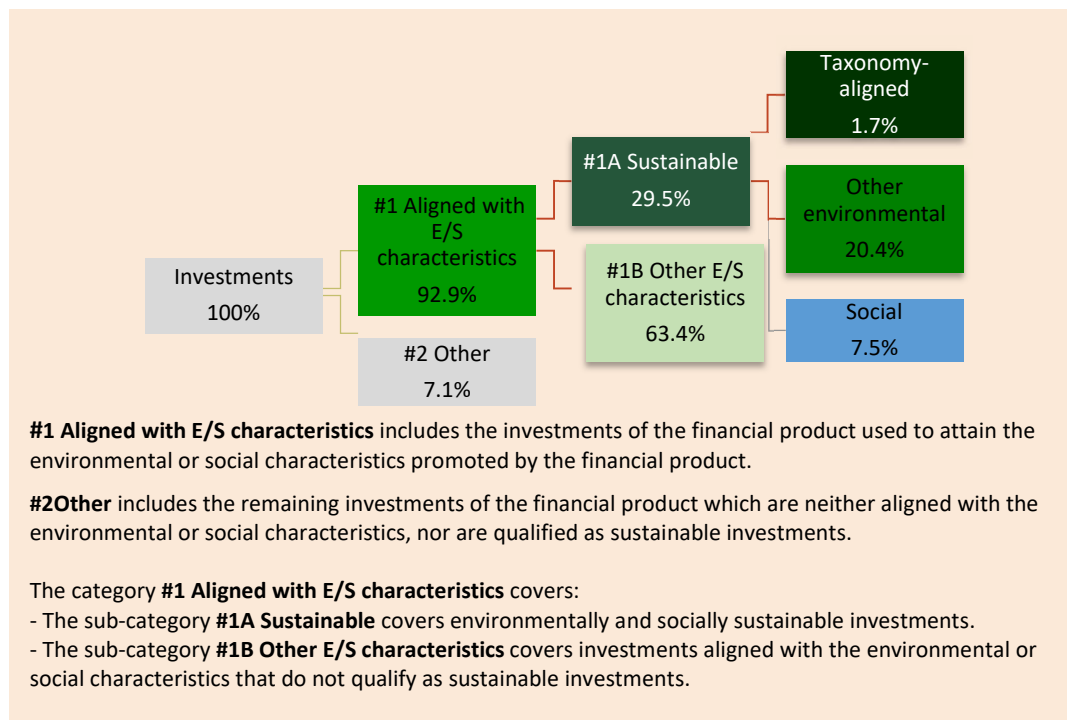 Taxonomy-
aligned
1.7%
#1A Sustainable
29.5%
Other
environmental
20.4%
#1 Aligned with
E/S
characteristics
92.9%
#1B Other E/S
characteristics
63.4%
Investments
100%
Social
7.5%
#2 Other
7.1%
#1 Aligned with E/S characteristics includes the investments of the financial product used to attain the
environmental or social characteristics promoted by the financial product.
#2Other includes the remaining investments of the financial product which are neither aligned with the
environmental or social characteristics, nor are qualified as sustainable investments.
The category #1 Aligned with E/S characteristics covers:
- The sub-category #1A Sustainable covers environmentally and socially sustainable investments.
- The sub-category #1B Other E/S characteristics covers investments aligned with the environmental or
social characteristics that do not qualify as sustainable investments.